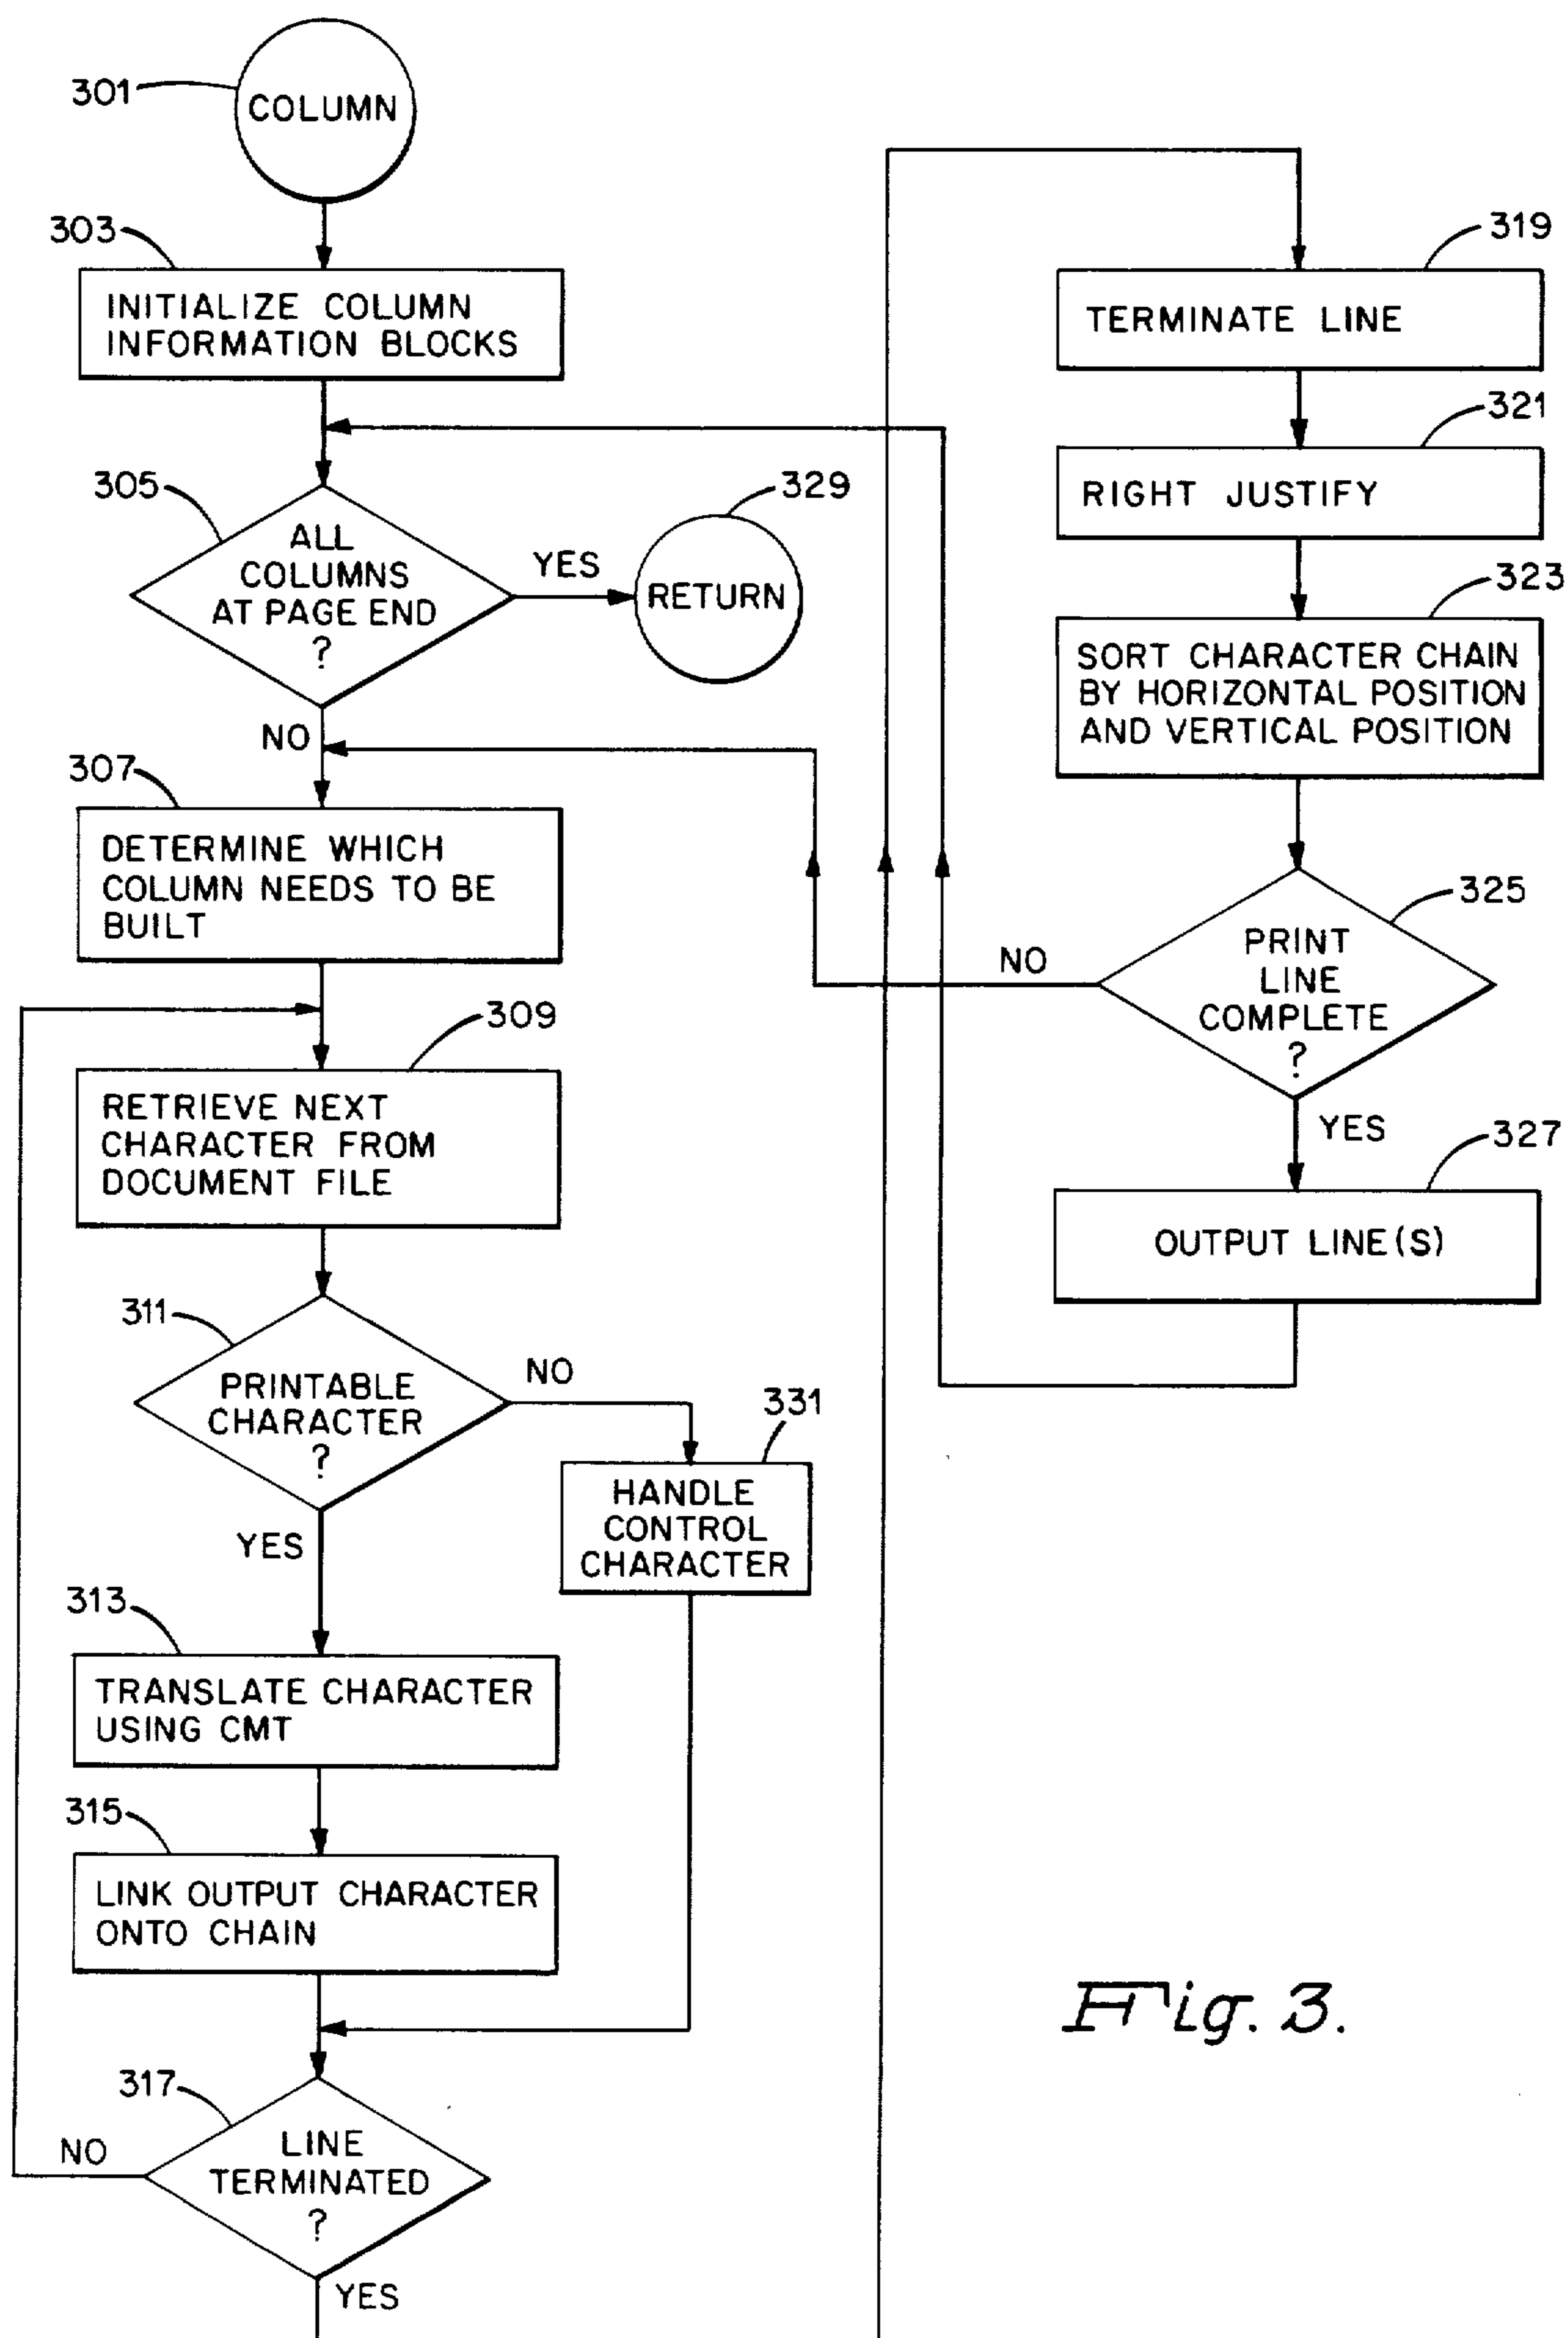 301
COLUMN
303
INITIALIZE COLUMN
INFORMATION BLOCKS
305
ALL
COLUMNS
AT PAGE END
?
YES
329
RETURN
NO
307
DETERMINE WHICH
COLUMN NEEDS TO BE
BUILT
309
RETRIEVE NEXT
CHARACTER FROM
DOCUMENT FILE
311
PRINTABLE
CHARACTER
?
NO
331
HANDLE
CONTROL
CHARACTER
YES
313
TRANSLATE CHARACTER
USING CMT
315
LINK OUTPUT CHARACTER
ONTO CHAIN
317
LINE
TERMINATED
?
NO
YES
319
TERMINATE LINE
321
RIGHT JUSTIFY
323
SORT CHARACTER CHAIN
BY HORIZONTAL POSITION
AND VERTICAL POSITION
325
PRINT
LINE
COMPLETE
?
NO
YES
327
OUTPUT LINE(S)
Fig. 3.